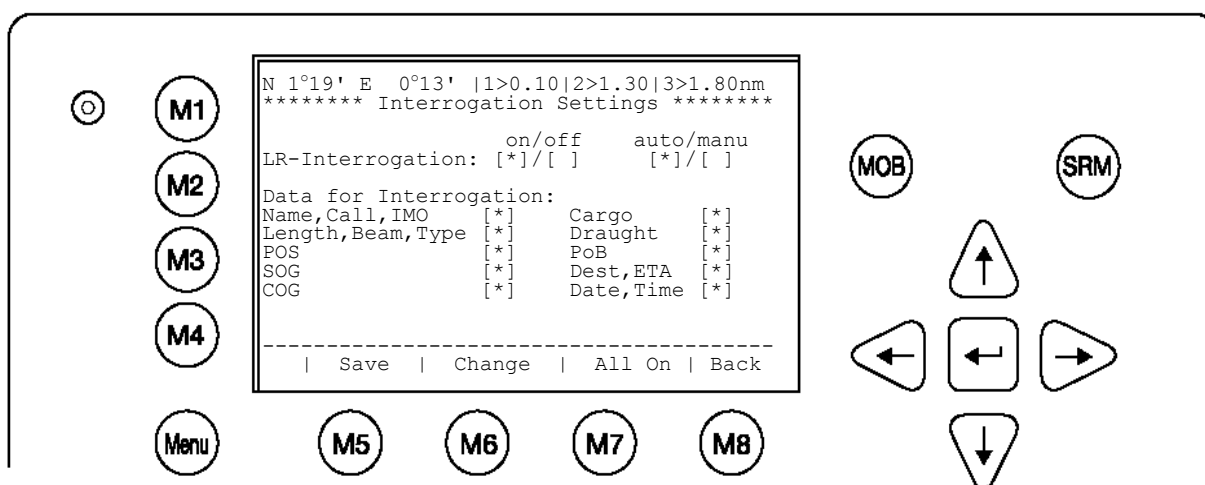 N 1°19' E  0°13' |1>0.10|2>1.30|3>1.80nm
******** Interrogation Settings ********
on/off auto/manu
LR-Interrogation: [*]/[ ] [*]/[ ]
Data for Interrogation:
Name,Call,IMO [*] Cargo [*]
Length,Beam,Type [*] Draught [*]
POS [*] PoB [*]
SOG [*] Dest,ETA [*]
COG [*] Date,Time [*]
----------------------------------------
| Save | Change | All On | Back
M1
M2
M3
M4
MOB
SRM
Menu
M5
M6
M7
M8